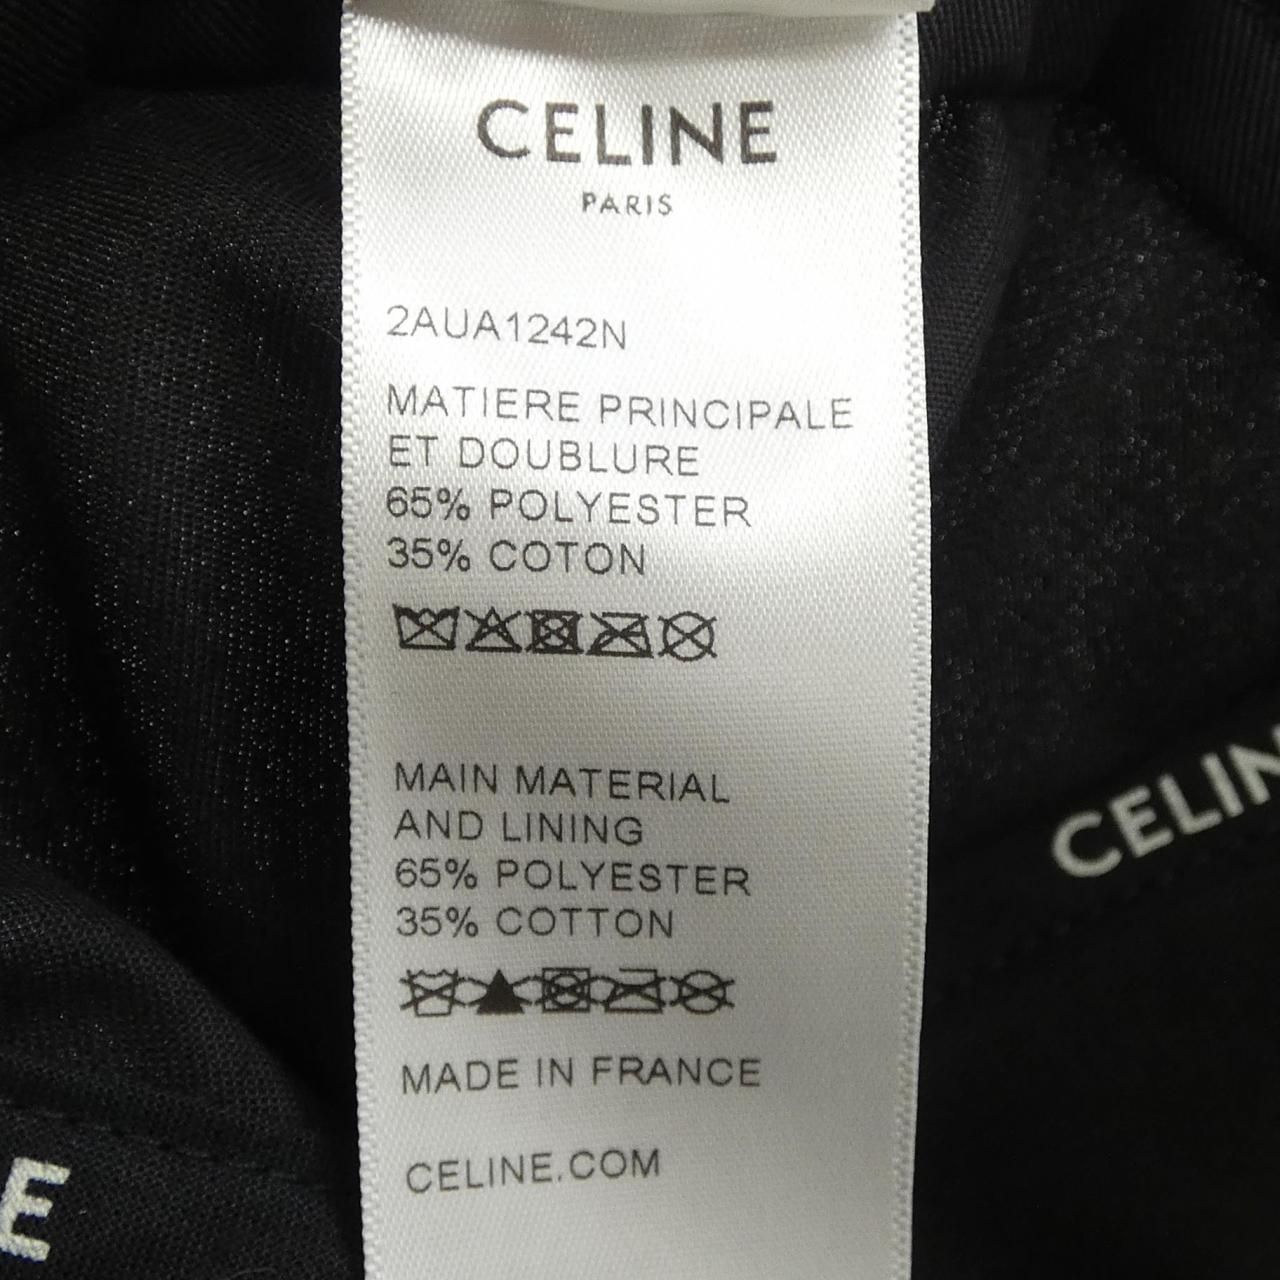 CELINE
PARIS
2AUA1242N
MATIERE PRINCIPALE
ET DOUBLURE
65% POLYESTER
35% COTON
MAIN MATERIAL
AND LINING
65% POLYESTER
35% COTTON
MADE IN FRANCE
CELINE.COM
CELIN
E